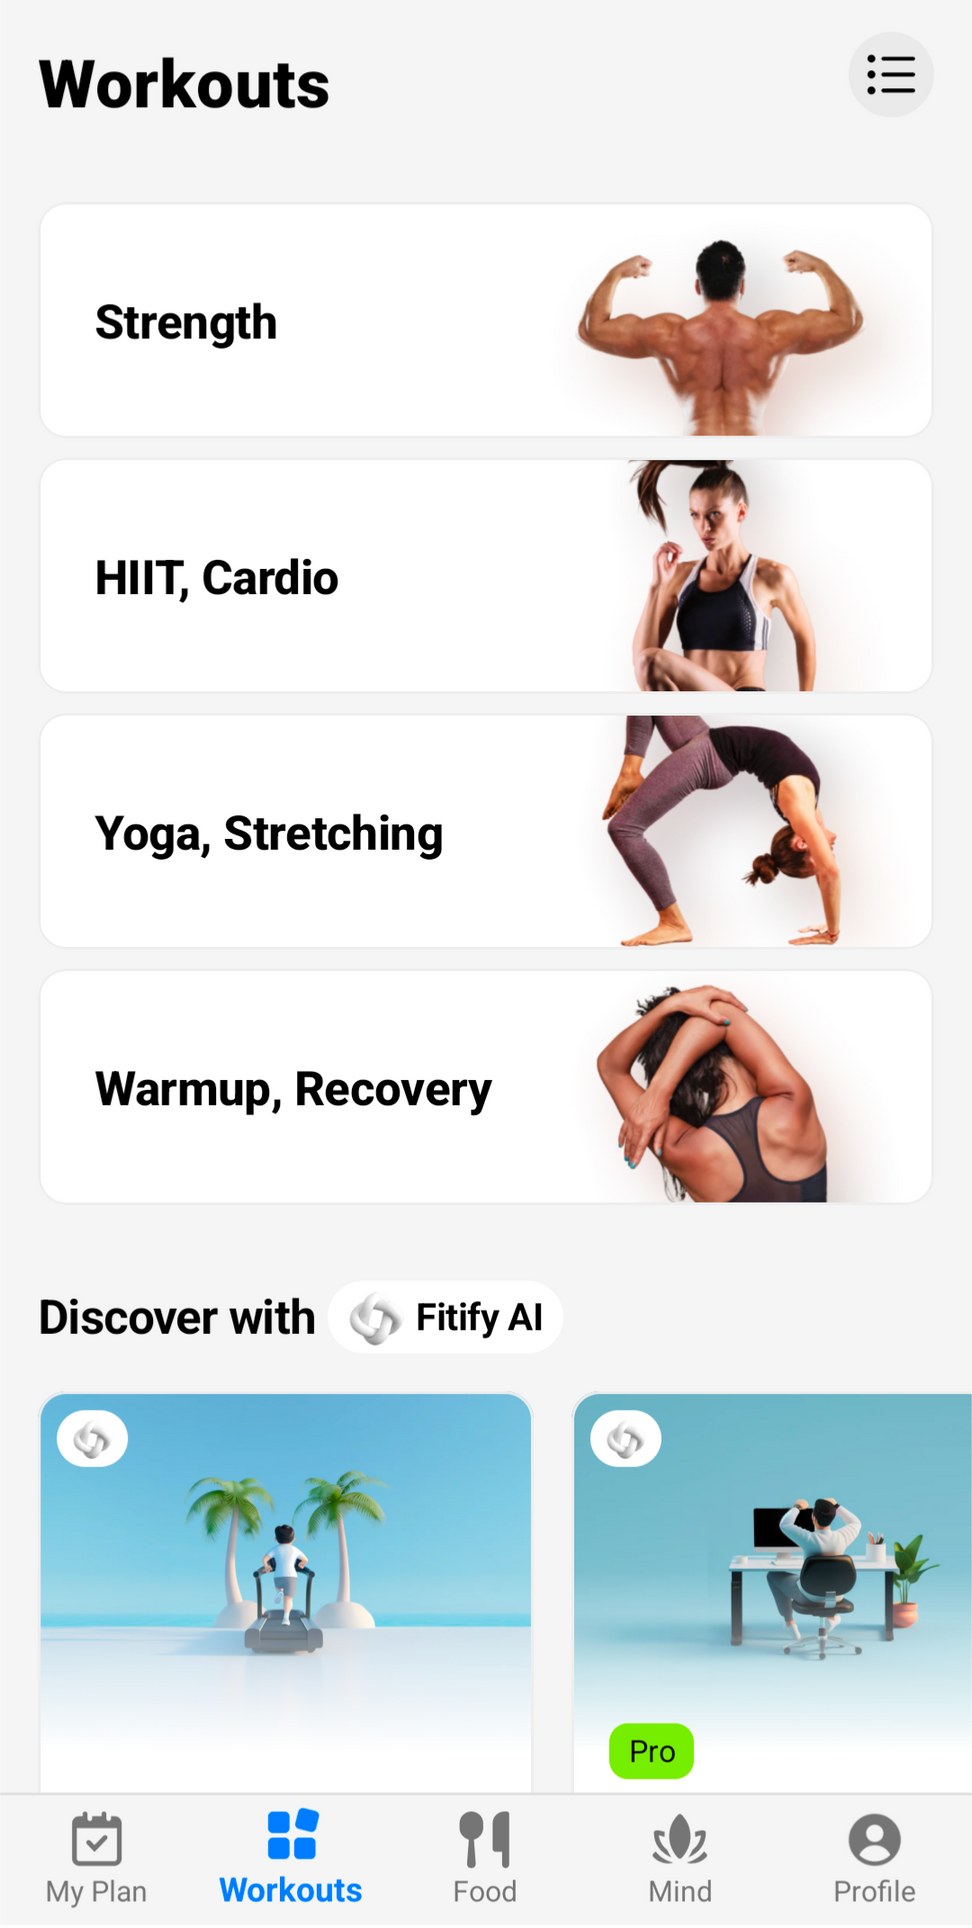 Workouts
Strength
HIIT, Cardio
Yoga, Stretching
Warmup, Recovery
Discover with Fitify AI
Pro
My Plan
Workouts
Food
Mind
Profile